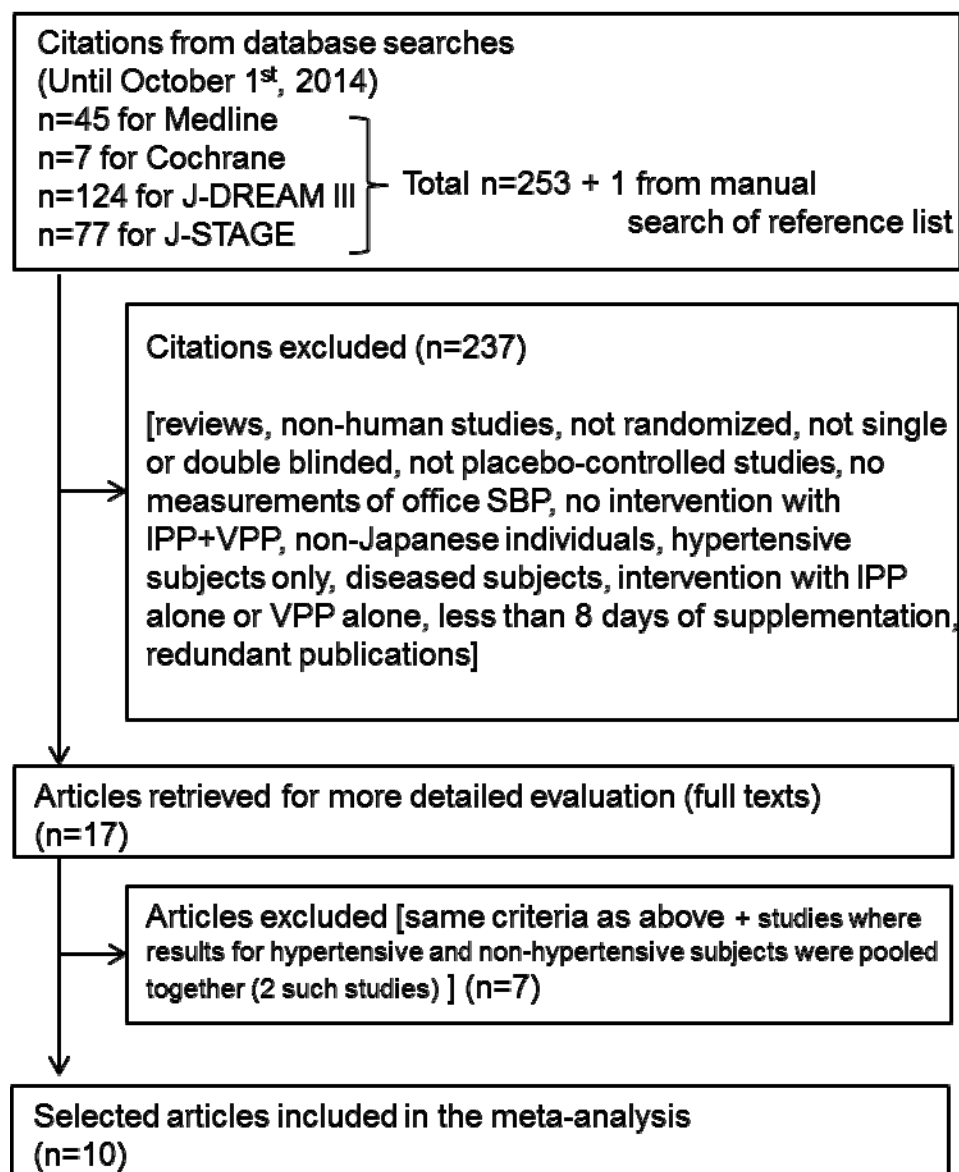 Citations from database searches
(Until October 1st, 2014)
n=45 for Medline
n=7 for Cochrane
n=124 for J-DREAM III
n=77 for J-STAGE
Total n=253 + 1 from manual
search of reference list
Citations excluded (n=237)
[reviews, non-human studies, not randomized, not single
or double blinded, not placebo-controlled studies, no
measurements of office SBP, no intervention with
IPP+VPP, non-Japanese individuals, hypertensive
subjects only, diseased subjects, intervention with IPP
alone or VPP alone, less than 8 days of supplementation,
redundant publications]
Articles retrieved for more detailed evaluation (full texts)
(n=17)
Articles excluded [same criteria as above + studies where
results for hypertensive and non-hypertensive subjects were pooled
together (2 such studies) ] (n=7)
Selected articles included in the meta-analysis
(n=10)